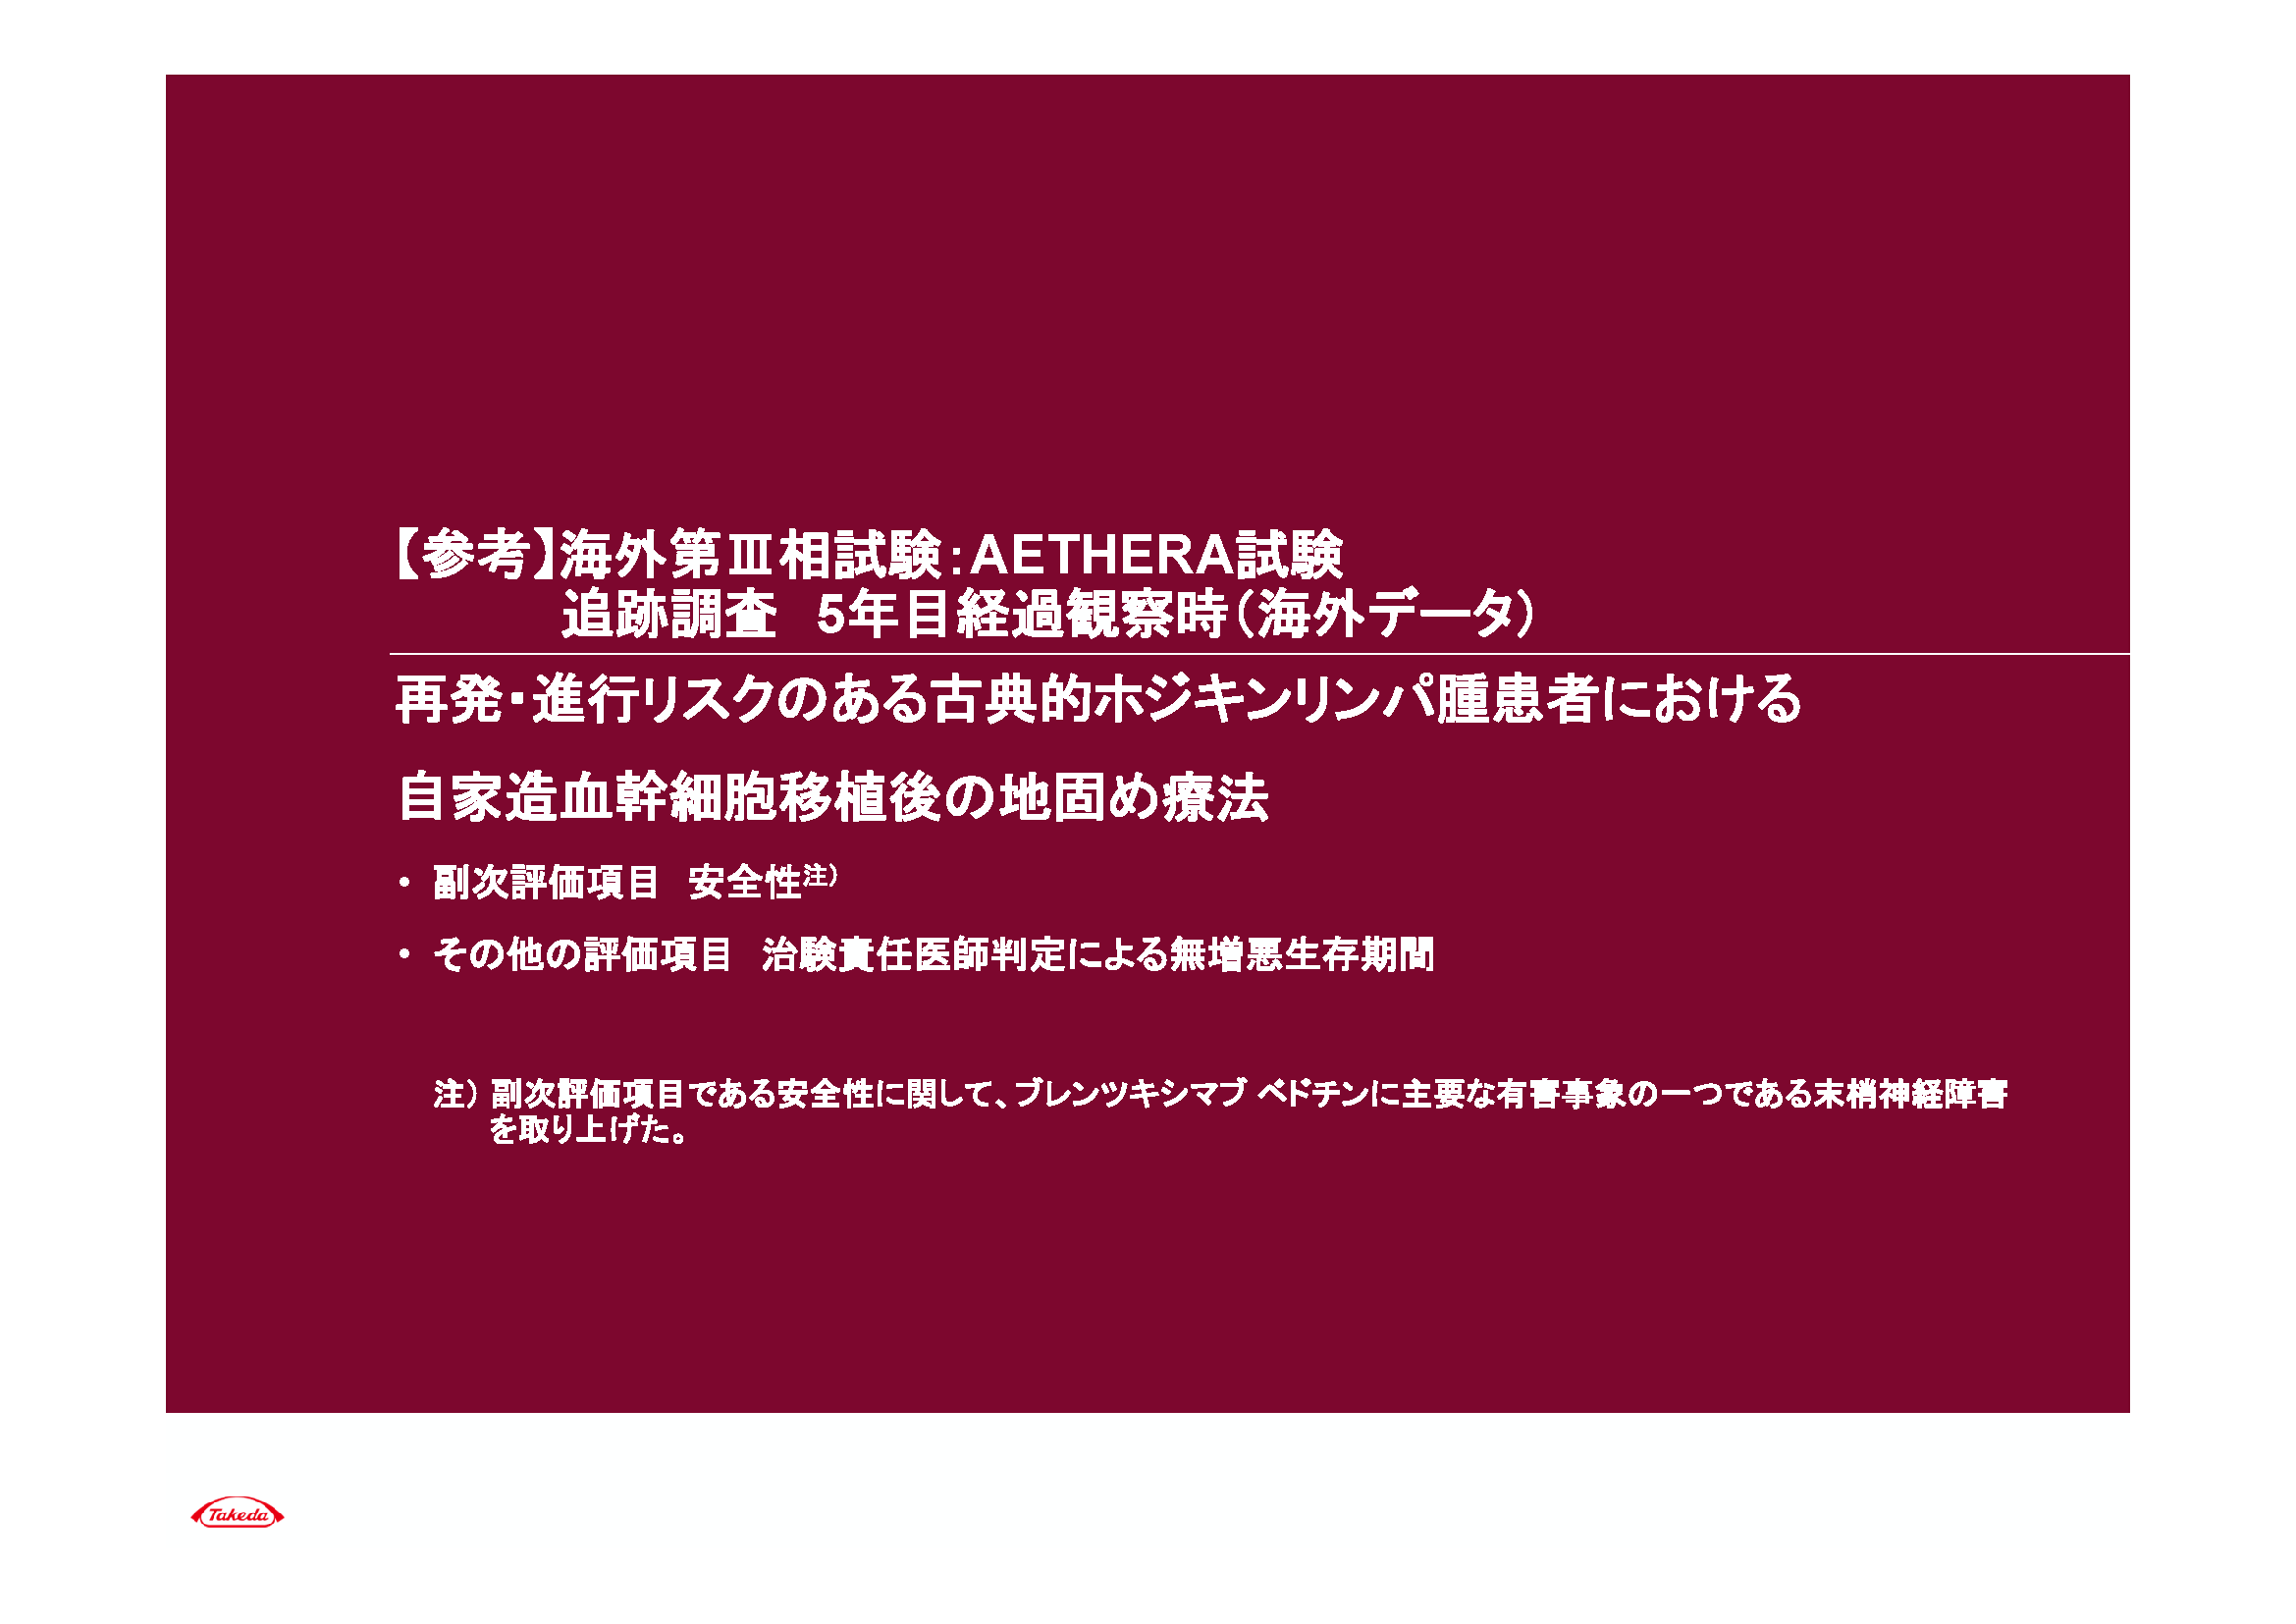 【参考】海外第Ⅲ相試験：AETHERA試験
追跡調査　5年目経過観察時（海外データ）
再発・進行リスクのある古典的ホジキンリンパ腫患者における
自家造血幹細胞移植後の地固め療法
• 副次評価項目　安全性注）
• その他の評価項目　治験責任医師判定による無増悪生存期間
注） 副次評価項目である安全性に関して、ブレンツキシマブ ベドチンに主要な有害事象の一つである末梢神経障害
を取り上げた。
Takeda